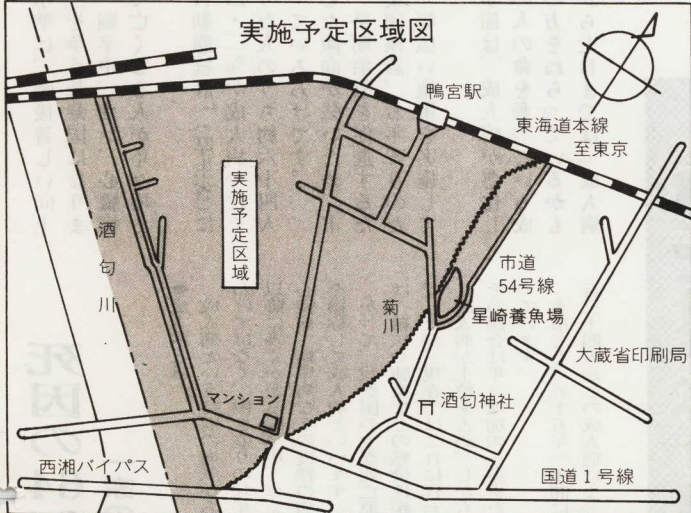 実施予定区域図
鴨宮駅
東海道本線
至東京
実施予定区域
酒匂川
菊川
市道
54号線
星崎養魚場
大蔵省印刷局
マンション
酒匂神社
西湘バイパス
国道1号線